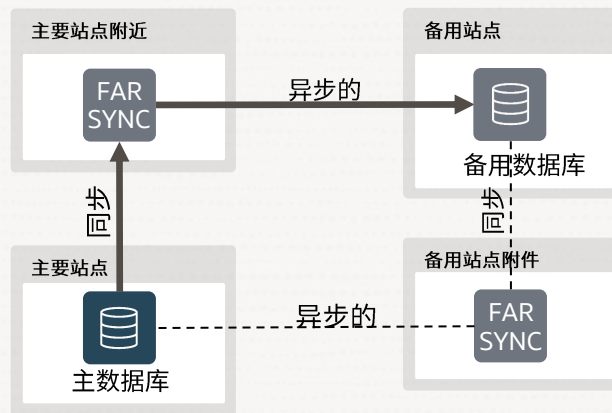 主要站点附近
FAR
SYNC
异步的
备用站点
备用数据库
同步
同步
主要站点
主数据库
异步的
备用站点附件
FAR
SYNC